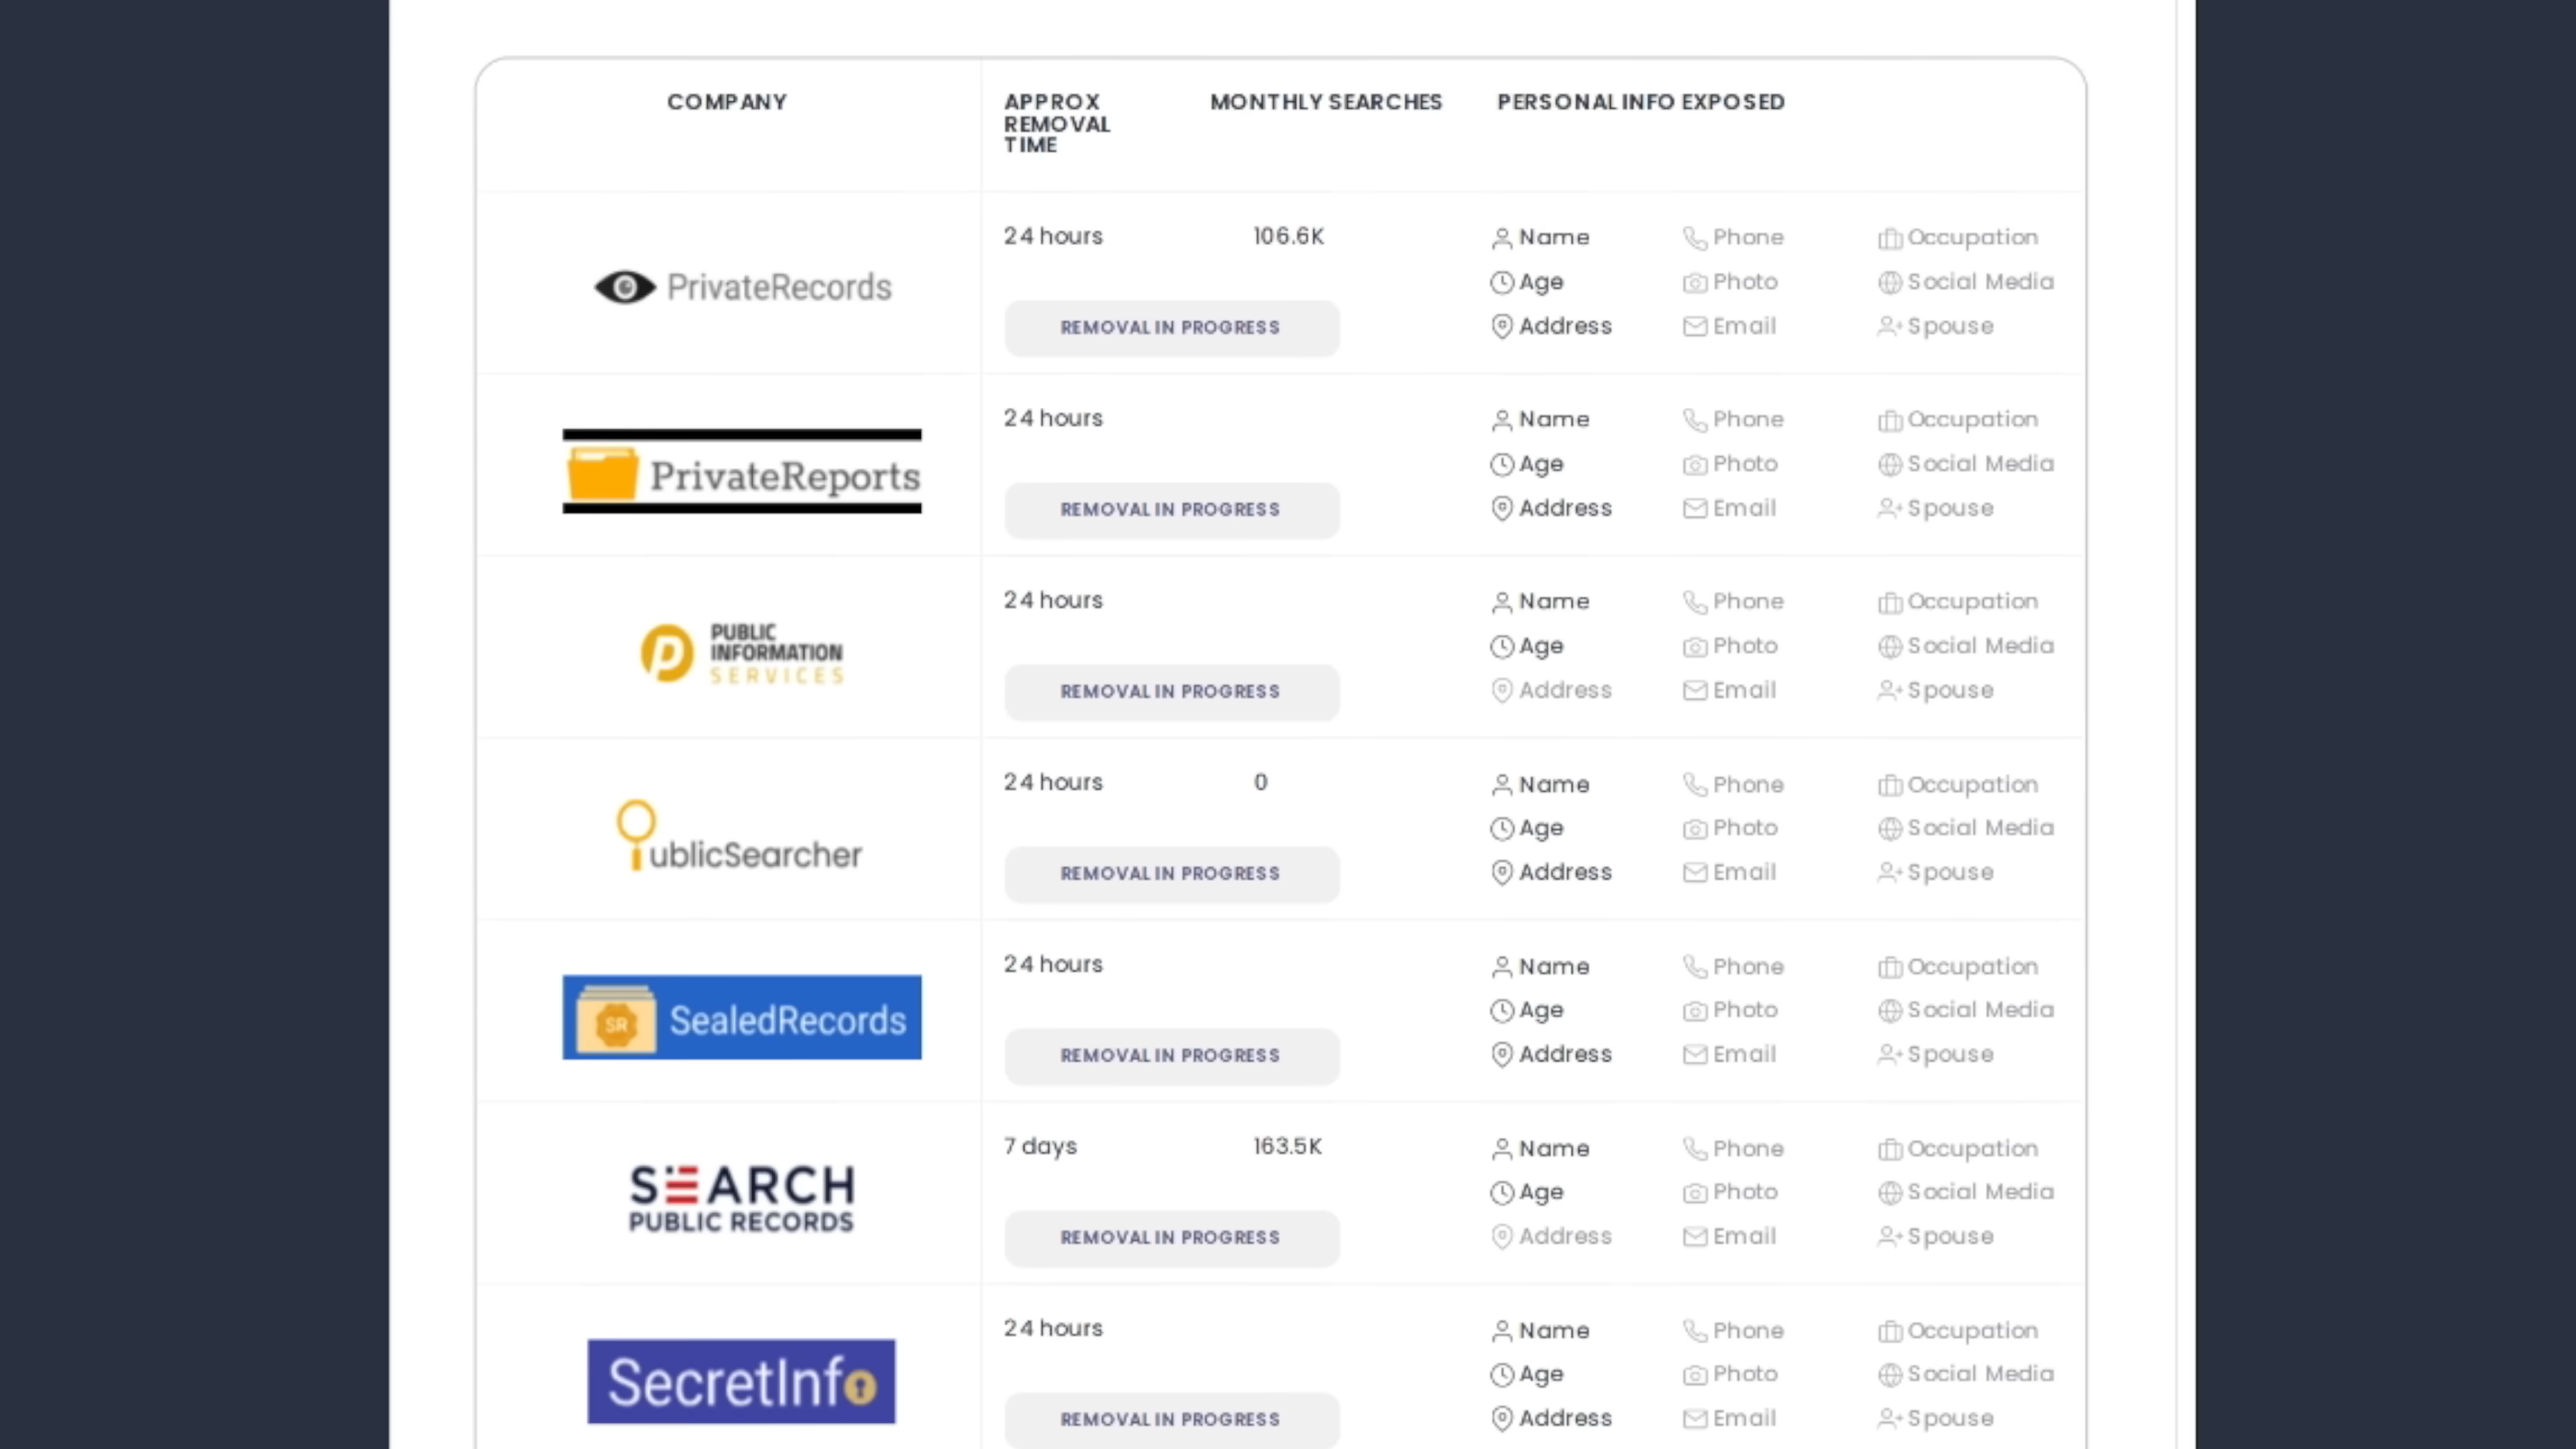 COMPANY
APPROX REMOVAL TIME
MONTHLY SEARCHES
PERSONAL INFO EXPOSED
PrivateRecords
24 hours
106.6K
REMOVAL IN PROGRESS
Name
Phone
Occupation
Age
Photo
Social Media
Address
Email
Spouse
PrivateReports
24 hours
REMOVAL IN PROGRESS
Name
Phone
Occupation
Age
Photo
Social Media
Address
Email
Spouse
PUBLIC
INFORMATION
SERVICES
24 hours
REMOVAL IN PROGRESS
Name
Phone
Occupation
Age
Photo
Social Media
Address
Email
Spouse
PublicSearcher
24 hours
0
REMOVAL IN PROGRESS
Name
Phone
Occupation
Age
Photo
Social Media
Address
Email
Spouse
SR
SealedRecords
24 hours
REMOVAL IN PROGRESS
Name
Phone
Occupation
Age
Photo
Social Media
Address
Email
Spouse
SEARCH
PUBLIC RECORDS
7 days
163.5K
REMOVAL IN PROGRESS
Name
Phone
Occupation
Age
Photo
Social Media
Address
Email
Spouse
SecretInfo
24 hours
REMOVAL IN PROGRESS
Name
Phone
Occupation
Age
Photo
Social Media
Address
Email
Spouse